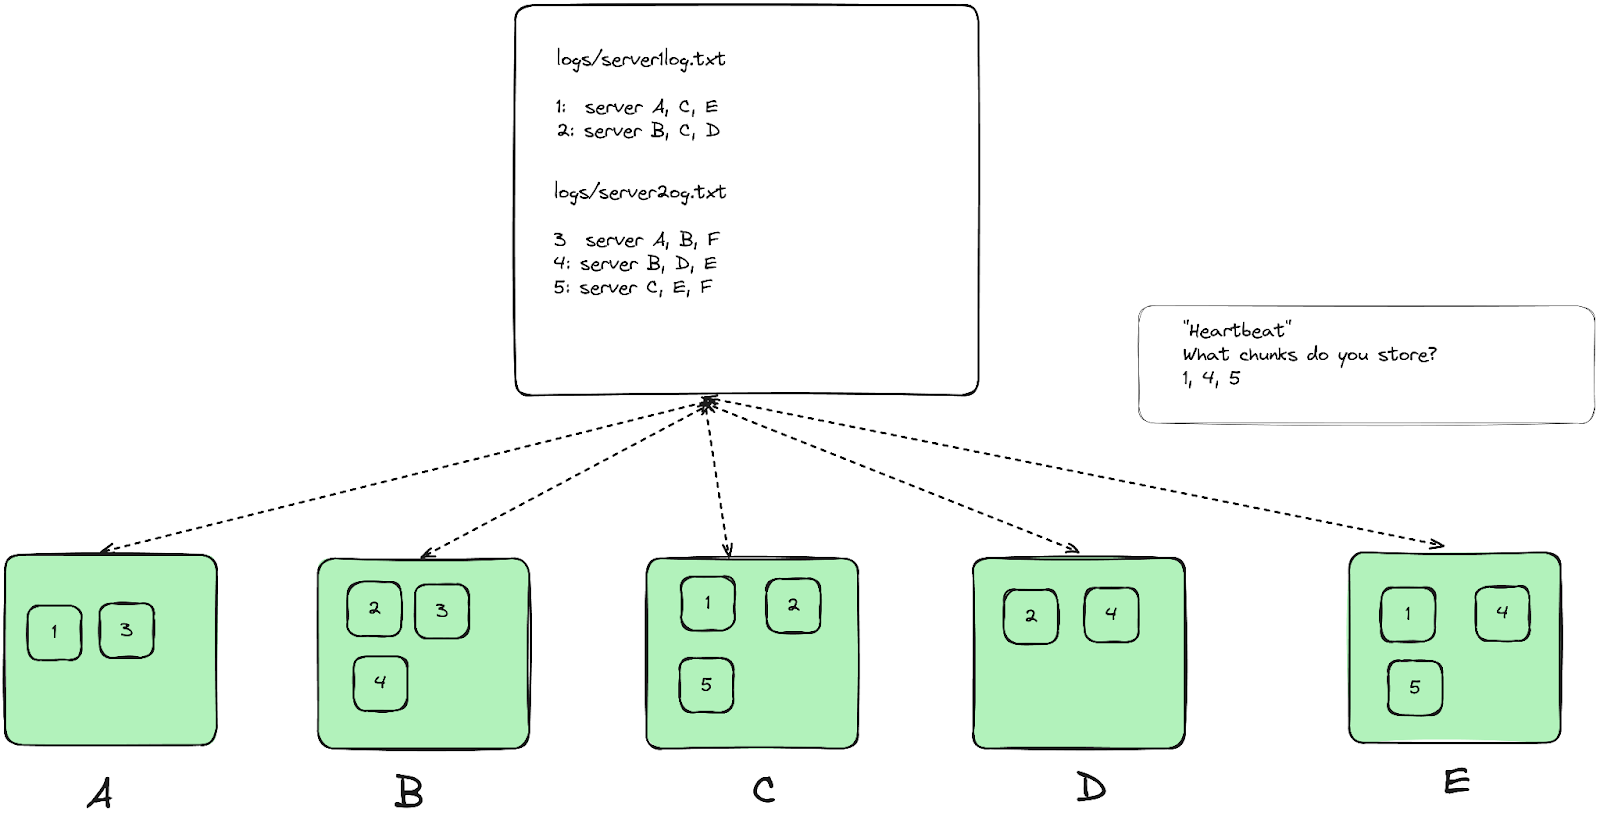 logs/server1log.txt
1: server A, C, E
2: server B, C, D
logs/server2og.txt
3 server A, B, F
4: server B, D, E
5: server C, E, F
"Heartbeat"
What chunks do you store?
1, 4, 5
1 3
2 3
4
1 2
5
2 4
1 4
5
A
B
C
D
E